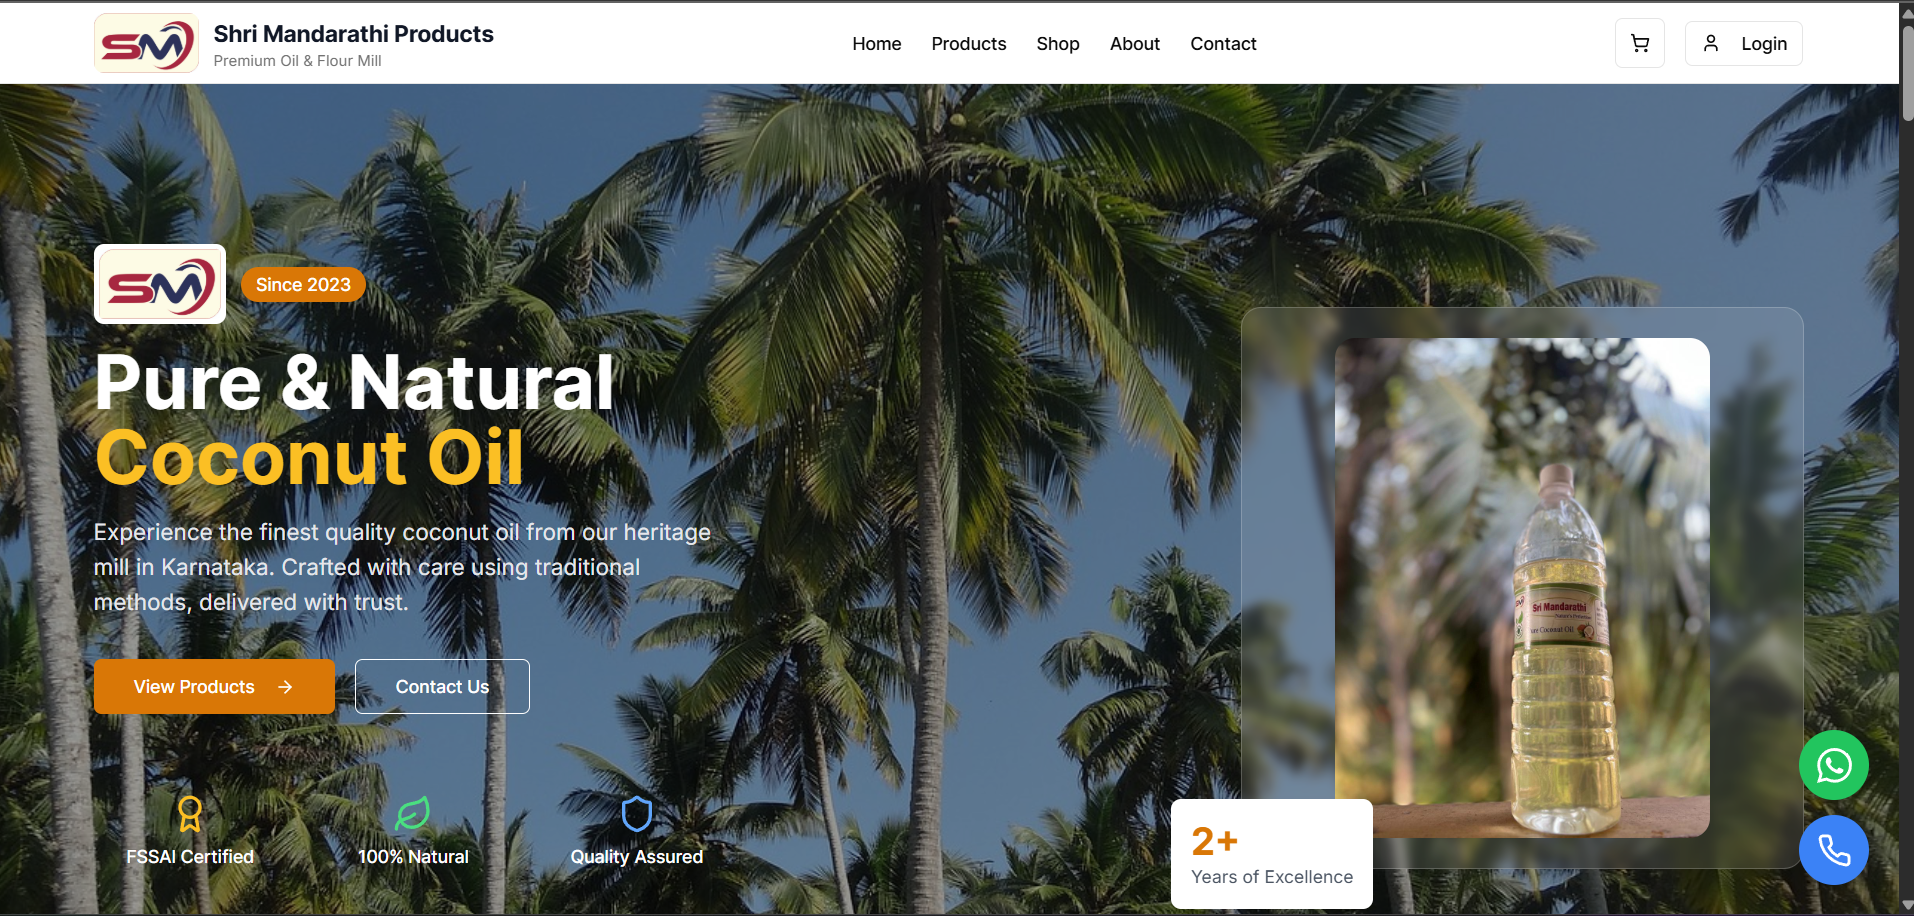 SM
Shri Mandarathi Products
Premium Oil & Flour Mill
Home
Products
Shop
About
Contact
Login
SM
Since 2023
Pure & Natural
Coconut Oil
Experience the finest quality coconut oil from our heritage
mill in Karnataka. Crafted with care using traditional
methods, delivered with trust.
View Products
Contact Us
FSSAI Certified
100% Natural
Quality Assured
Sri Mandarathi
Pure Coconut Oil
2+
Years of Excellence